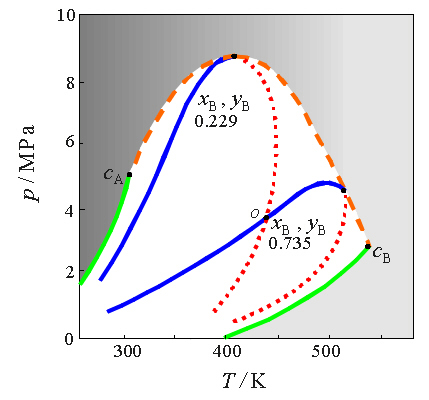 10
8
6
4
2
0
p / MPa
c_A
x_B , y_B
0.229
o
x_B , y_B
0.735
c_B
300 400 500
T / K